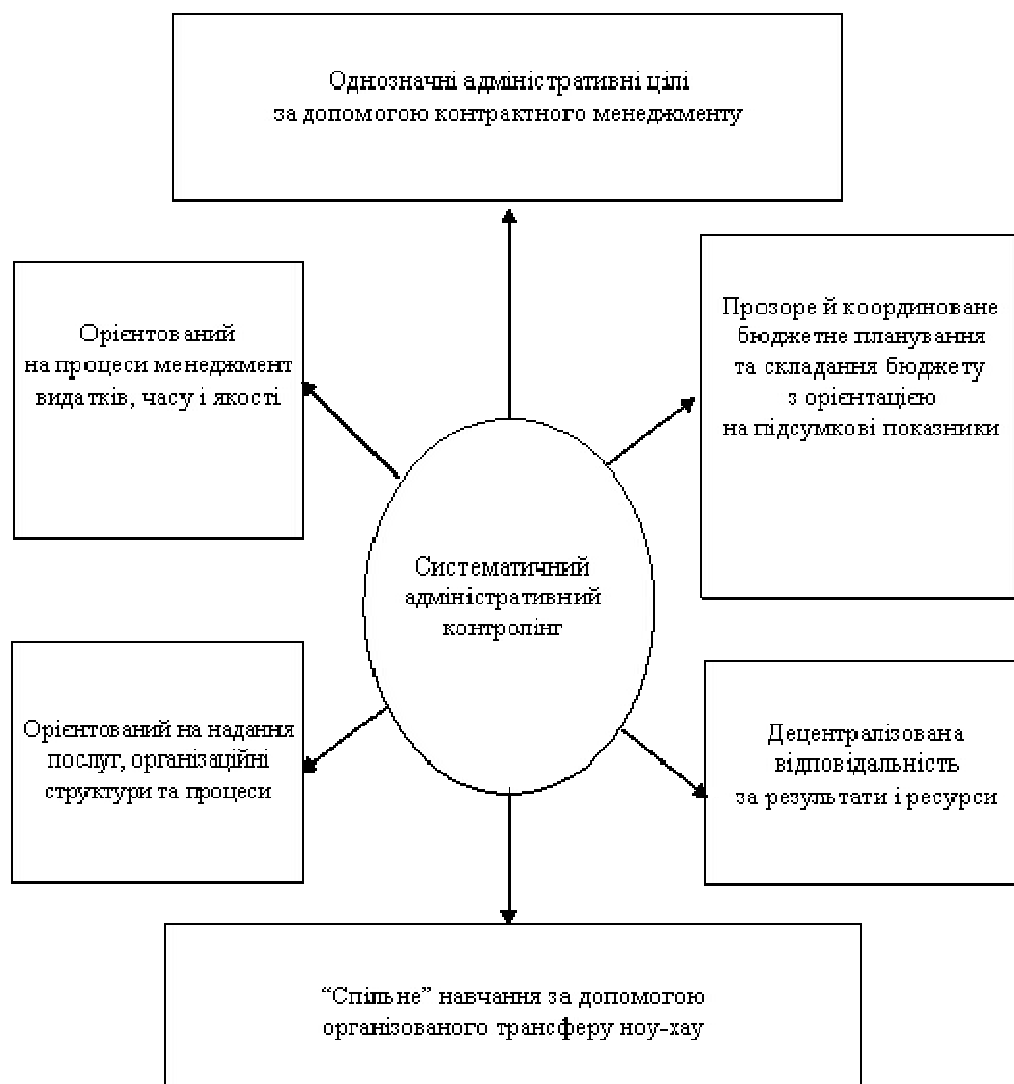 Однозначні адміністративні цілі
за допомогою контрактного менеджменту
Орієнтований
на процеси менеджмент
видатків, часу і якості
Прозоре й координоване
бюджетне планування
та складання бюджету
з орієнтацією
на підсумкові показники
Систематичний
адміністративний
контролінг
Орієнтований на надання
послуг, організаційні
структури та процеси
Децентралізована
відповідальність
за результати і ресурси
“Спільне” навчання за допомогою
організованого трансферу ноу-хау